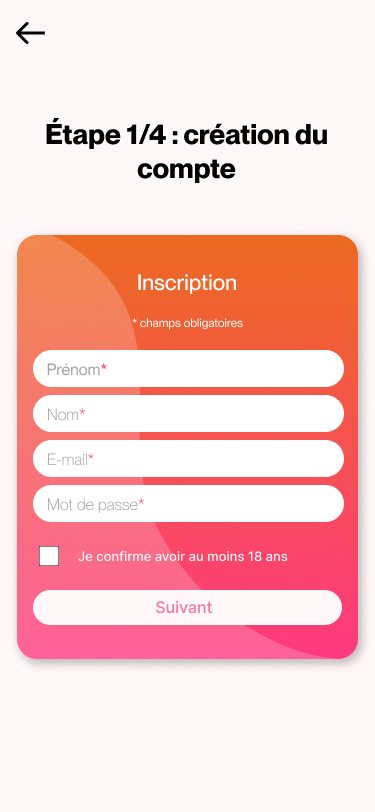 Étape 1/4 : création du
compte
Inscription
* champs obligatoires
Prénom*
Nom*
E-mail*
Mot de passe*
Je confirme avoir au moins 18 ans
Suivant